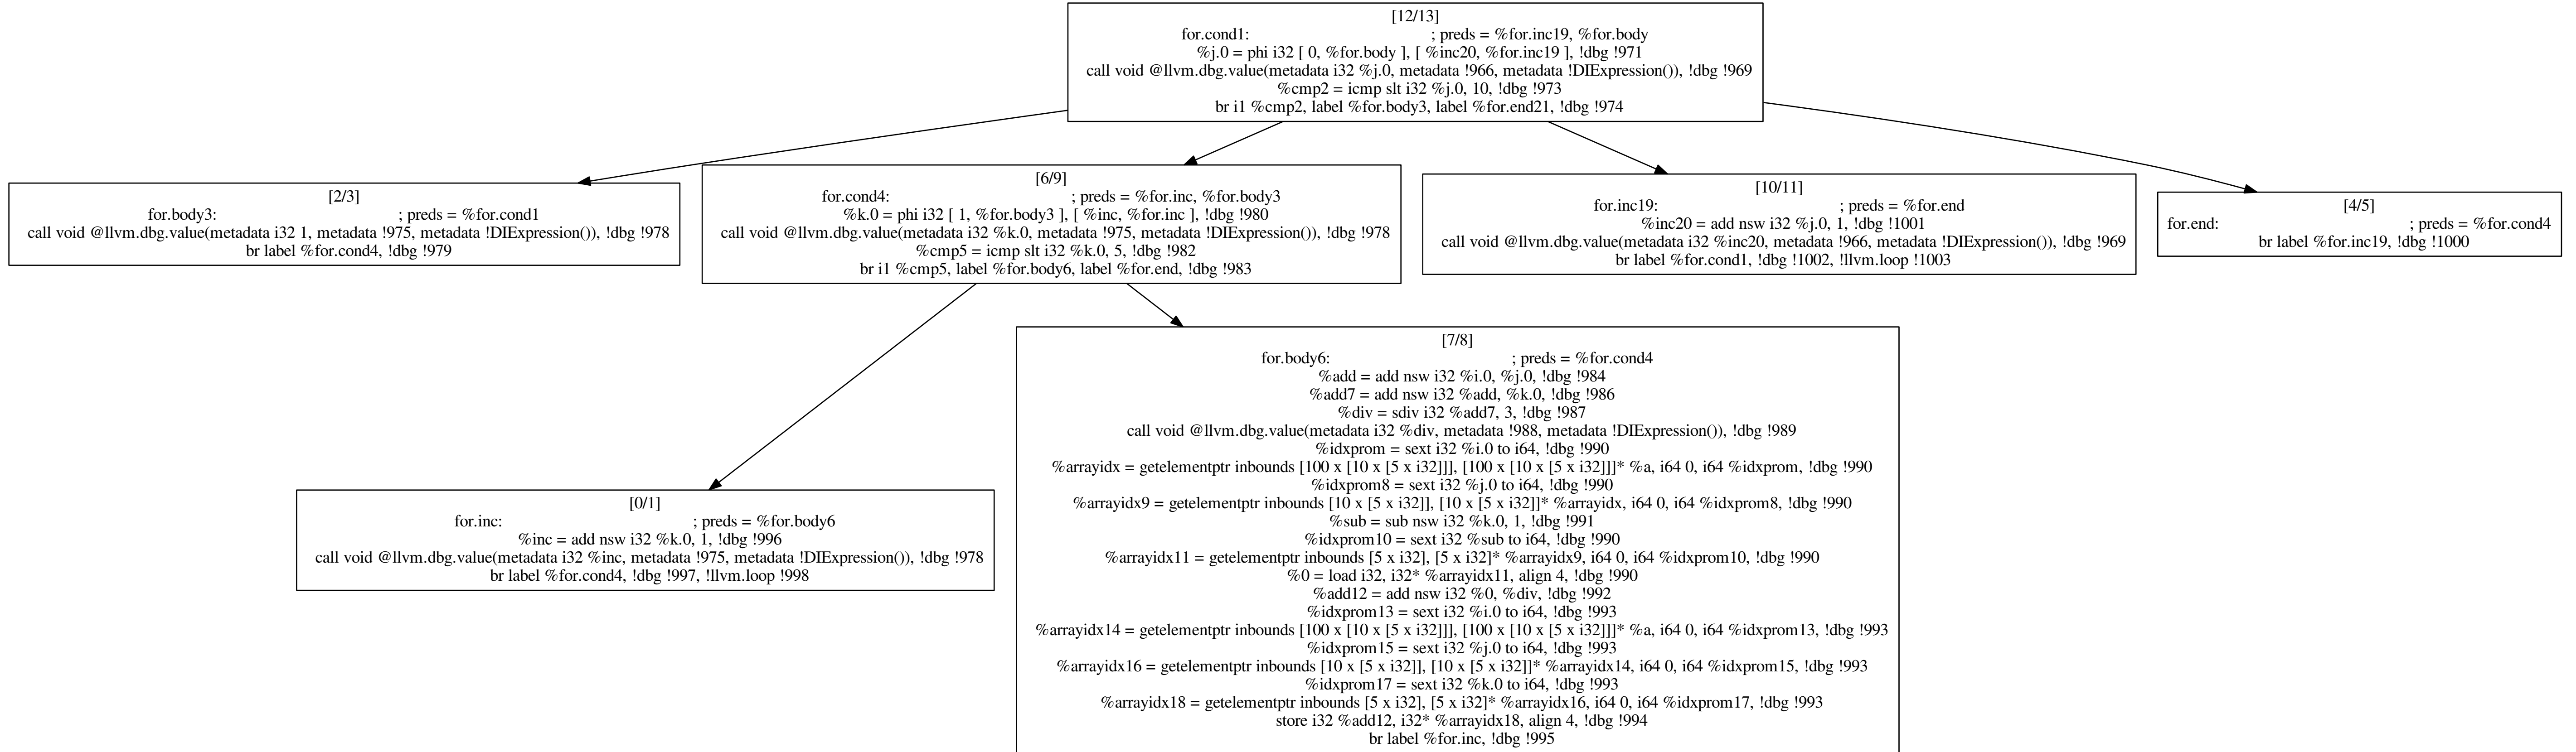 [12/13]
for.cond1: ; preds = %for.inc19, %for.body
%j.0 = phi i32 [ 0, %for.body ], [ %inc20, %for.inc19 ], !dbg !971
call void @llvm.dbg.value(metadata i32 %j.0, metadata !966, metadata !DIExpression()), !dbg !969
%cmp2 = icmp slt i32 %j.0, 10, !dbg !973
br i1 %cmp2, label %for.body3, label %for.end21, !dbg !974
[2/3]
for.body3: ; preds = %for.cond1
call void @llvm.dbg.value(metadata i32 1, metadata !975, metadata !DIExpression()), !dbg !978
br label %for.cond4, !dbg !979
[6/9]
for.cond4: ; preds = %for.inc, %for.body3
%k.0 = phi i32 [ 1, %for.body3 ], [ %inc, %for.inc ], !dbg !980
call void @llvm.dbg.value(metadata i32 %k.0, metadata !975, metadata !DIExpression()), !dbg !978
%cmp5 = icmp slt i32 %k.0, 5, !dbg !982
br i1 %cmp5, label %for.body6, label %for.end, !dbg !983
[10/11]
for.inc19: ; preds = %for.end
%inc20 = add nsw i32 %j.0, 1, !dbg !1001
call void @llvm.dbg.value(metadata i32 %inc20, metadata !966, metadata !DIExpression()), !dbg !969
br label %for.cond1, !dbg !1002, !llvm.loop !1003
[4/5]
for.end: ; preds = %for.cond4
br label %for.inc19, !dbg !1000
[0/1]
for.inc: ; preds = %for.body6
%inc = add nsw i32 %k.0, 1, !dbg !996
call void @llvm.dbg.value(metadata i32 %inc, metadata !975, metadata !DIExpression()), !dbg !978
br label %for.cond4, !dbg !997, !llvm.loop !998
[7/8]
for.body6: ; preds = %for.cond4
%add = add nsw i32 %i.0, %j.0, !dbg !984
%add7 = add nsw i32 %add, %k.0, !dbg !986
%div = sdiv i32 %add7, 3, !dbg !987
call void @llvm.dbg.value(metadata i32 %div, metadata !988, metadata !DIExpression()), !dbg !989
%idxprom = sext i32 %i.0 to i64, !dbg !990
%arrayidx = getelementptr inbounds [100 x [10 x [5 x i32]]], [100 x [10 x [5 x i32]]]* %a, i64 0, i64 %idxprom, !dbg !990
%idxprom8 = sext i32 %j.0 to i64, !dbg !990
%arrayidx9 = getelementptr inbounds [10 x [5 x i32]], [10 x [5 x i32]]* %arrayidx, i64 0, i64 %idxprom8, !dbg !990
%sub = sub nsw i32 %k.0, 1, !dbg !991
%idxprom10 = sext i32 %sub to i64, !dbg !990
%arrayidx11 = getelementptr inbounds [5 x i32], [5 x i32]* %arrayidx9, i64 0, i64 %idxprom10, !dbg !990
%0 = load i32, i32* %arrayidx11, align 4, !dbg !990
%add12 = add nsw i32 %0, %div, !dbg !992
%idxprom13 = sext i32 %i.0 to i64, !dbg !993
%arrayidx14 = getelementptr inbounds [100 x [10 x [5 x i32]]], [100 x [10 x [5 x i32]]]* %a, i64 0, i64 %idxprom13, !dbg !993
%idxprom15 = sext i32 %j.0 to i64, !dbg !993
%arrayidx16 = getelementptr inbounds [10 x [5 x i32]], [10 x [5 x i32]]* %arrayidx14, i64 0, i64 %idxprom15, !dbg !993
%idxprom17 = sext i32 %k.0 to i64, !dbg !993
%arrayidx18 = getelementptr inbounds [5 x i32], [5 x i32]* %arrayidx16, i64 0, i64 %idxprom17, !dbg !993
store i32 %add12, i32* %arrayidx18, align 4, !dbg !994
br label %for.inc, !dbg !995